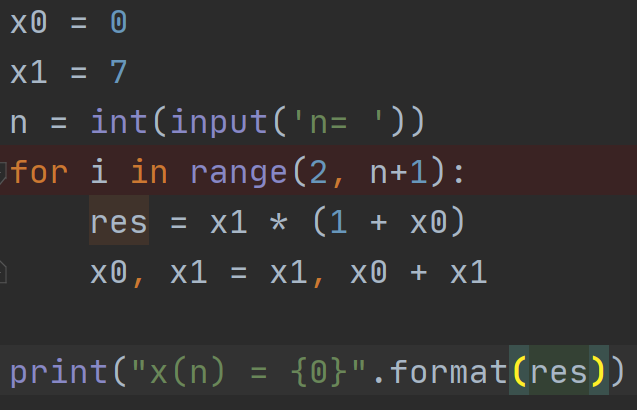 x0 = 0
x1 = 7
n = int(input('n= '))
for i in range(2, n+1):
    res = x1 * (1 + x0)
    x0, x1 = x1, x0 + x1
print("x(n) = {0}".format(res))